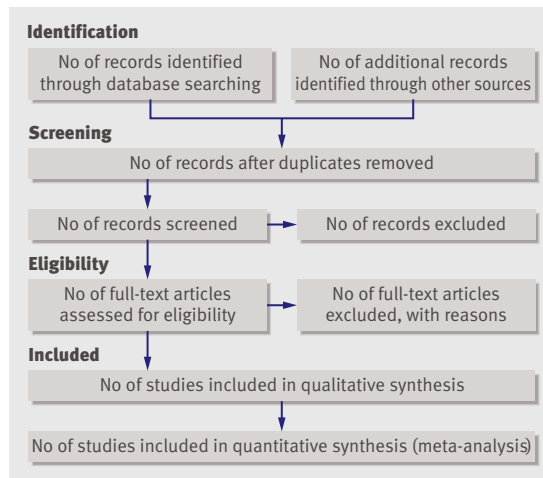 Identification
No of records identified
through database searching
No of additional records
identified through other sources
Screening
No of records after duplicates removed
No of records screened
No of records excluded
Eligibility
No of full-text articles
assessed for eligibility
No of full-text articles
excluded, with reasons
Included
No of studies included in qualitative synthesis
No of studies included in quantitative synthesis (meta-analysis)